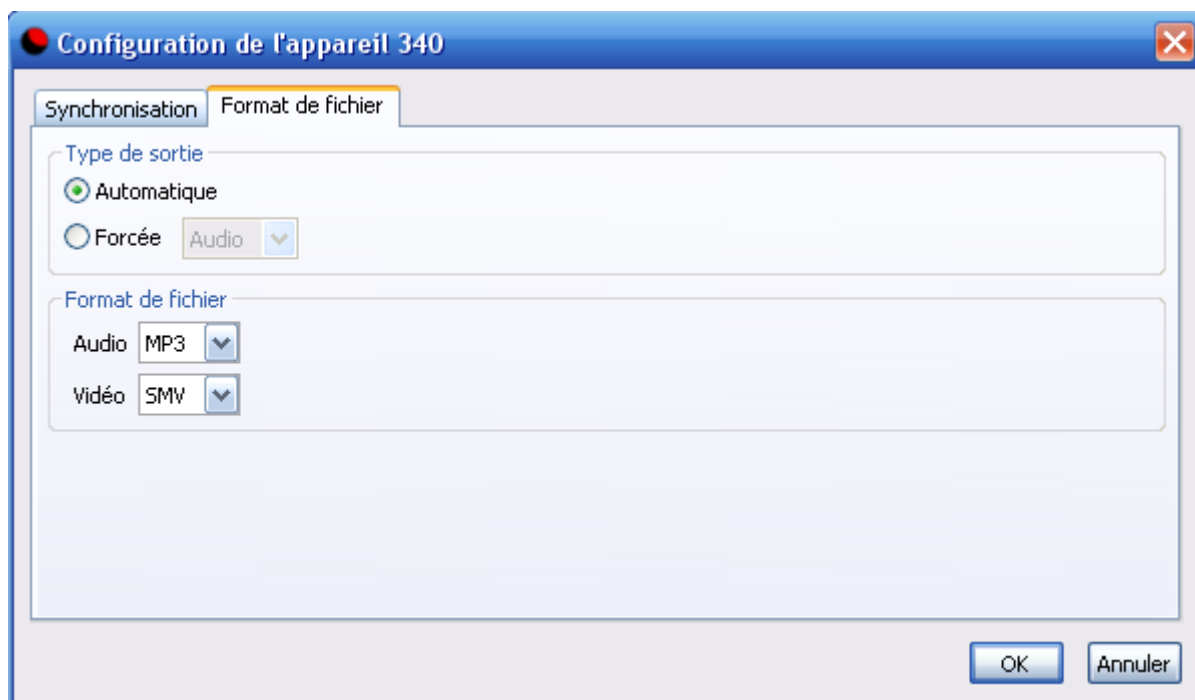 Configuration de l'appareil 340
Synchronisation
Format de fichier
Type de sortie
Automatique
Forcée Audio
Format de fichier
Audio MP3
Vidéo SMV
OK Annuler